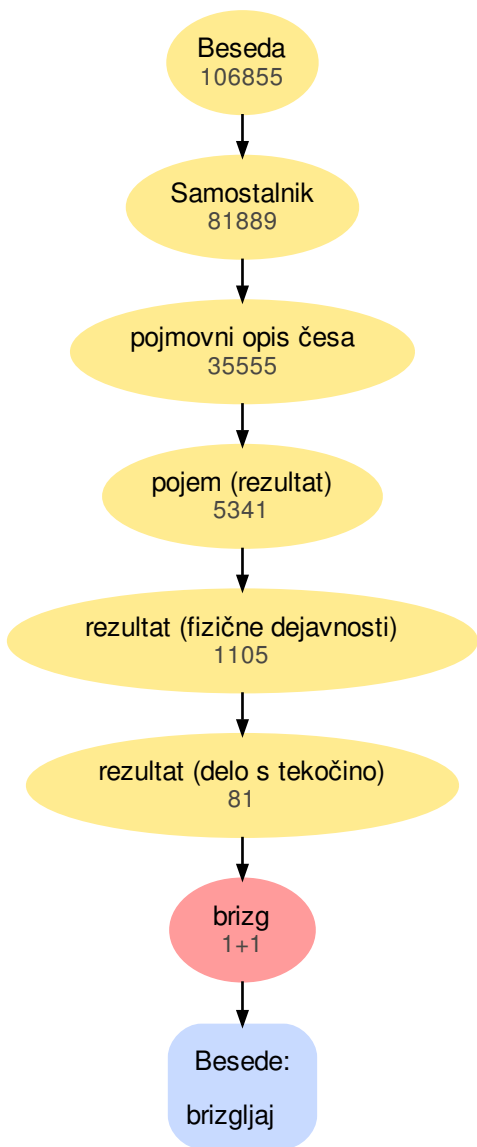 Beseda
106855
Samostalnik
81889
pojmovni opis česa
35555
pojem (rezultat)
5341
rezultat (fizične dejavnosti)
1105
rezultat (delo s tekočino)
81
brizg
1+1
Besede:
brizgljaj